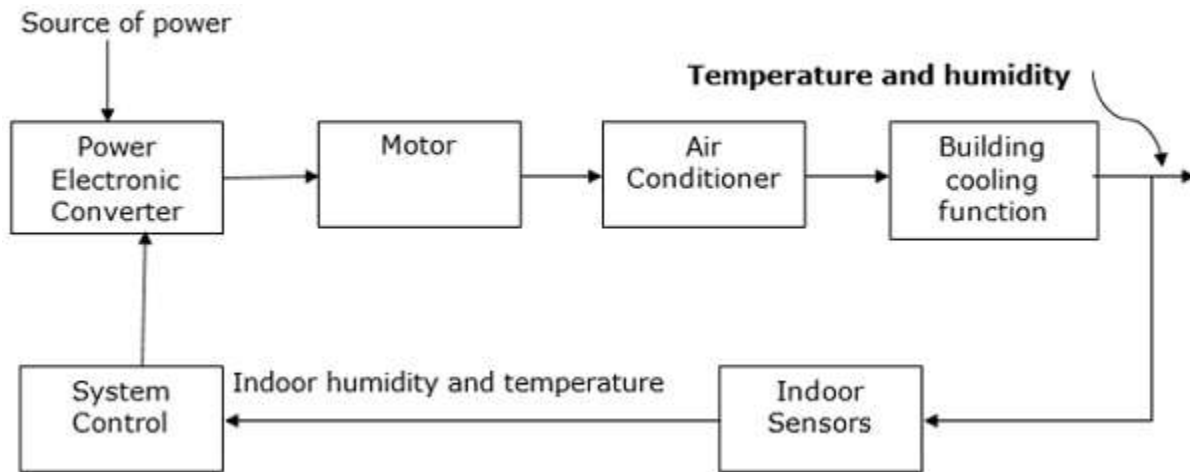 Source of power
Temperature and humidity
Power
Electronic
Converter
Motor
Air
Conditioner
Building
cooling
function
System
Control
Indoor humidity and temperature
Indoor
Sensors